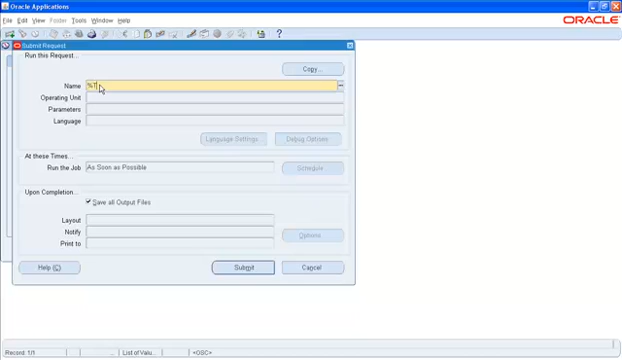 Oracle Applications
File Edit View Folder Tools Window Help
ORACLE
Submit Request
Run this Request...
Copy...
Name %T
Operating Unit
Parameters
Language
Language Settings...
Debug Options
At these Times...
Run the Job As Soon as Possible
Schedule
Upon Completion...
Save all Output Files
Layout
Notify
Options
Print to
Help (C)
Submit
Cancel
Record: 1/1 ... List of Valu... <OSC>